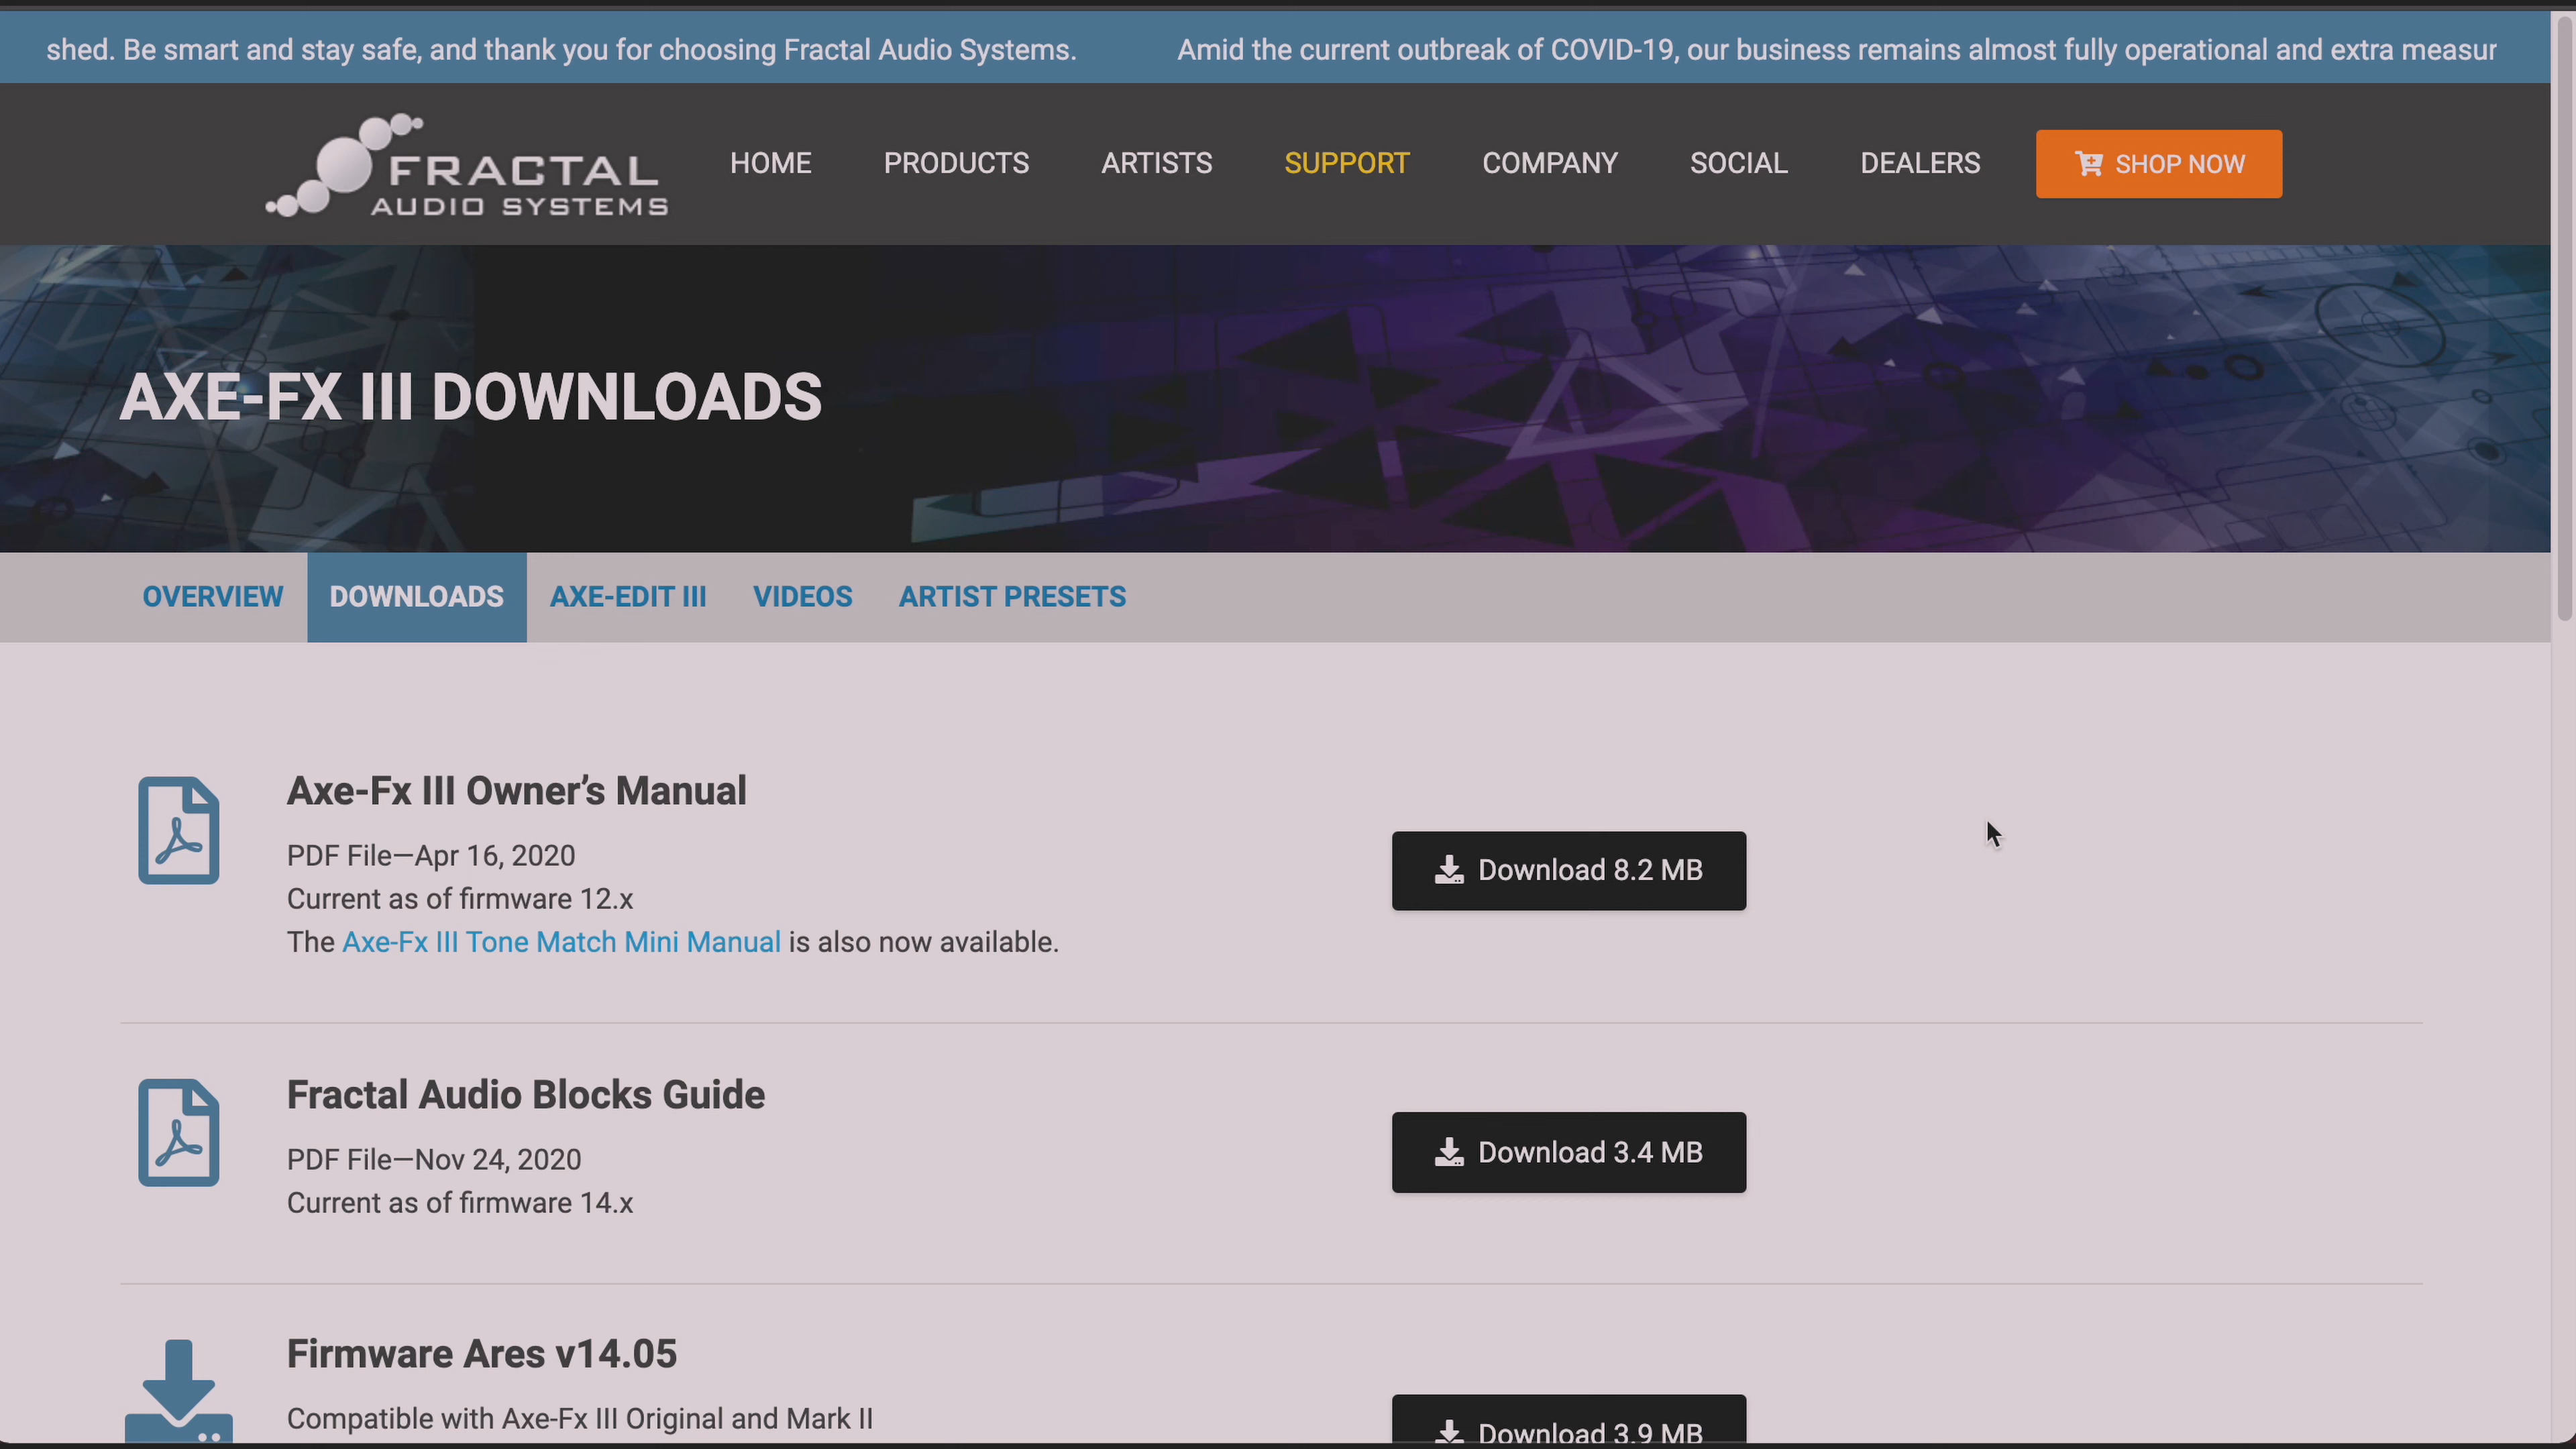 shed. Be smart and stay safe, and thank you for choosing Fractal Audio Systems. Amid the current outbreak of COVID-19, our business remains almost fully operational and extra measur
FRACTAL
AUDIO SYSTEMS
HOME PRODUCTS ARTISTS SUPPORT COMPANY SOCIAL DEALERS SHOP NOW
AXE-FX III DOWNLOADS
OVERVIEW DOWNLOADS AXE-EDIT III VIDEOS ARTIST PRESETS
Axe-Fx III Owner’s Manual
PDF File—Apr 16, 2020
Current as of firmware 12.x
The Axe-Fx III Tone Match Mini Manual is also now available.
Download 8.2 MB
Fractal Audio Blocks Guide
PDF File—Nov 24, 2020
Current as of firmware 14.x
Download 3.4 MB
Firmware Ares v14.05
Compatible with Axe-Fx III Original and Mark II
Download 3.9 MB